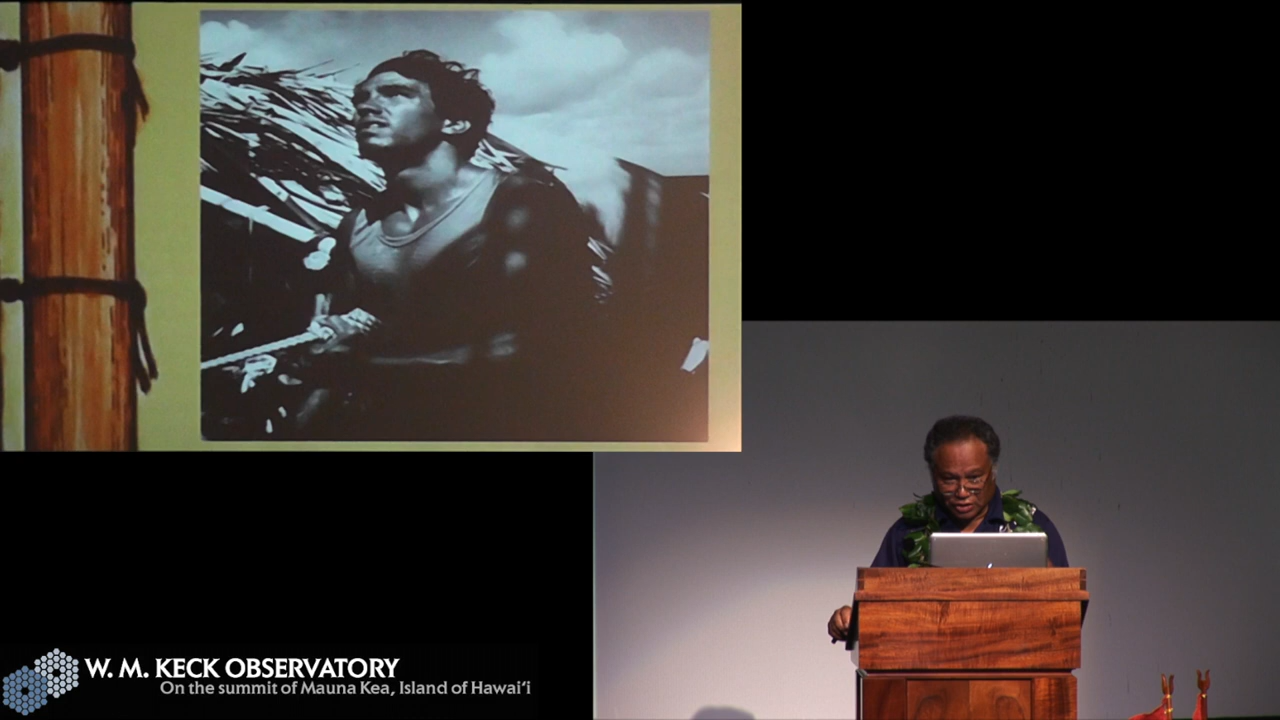 W. M. KECK OBSERVATORY
On the summit of Mauna Kea, Island of Hawai‘i